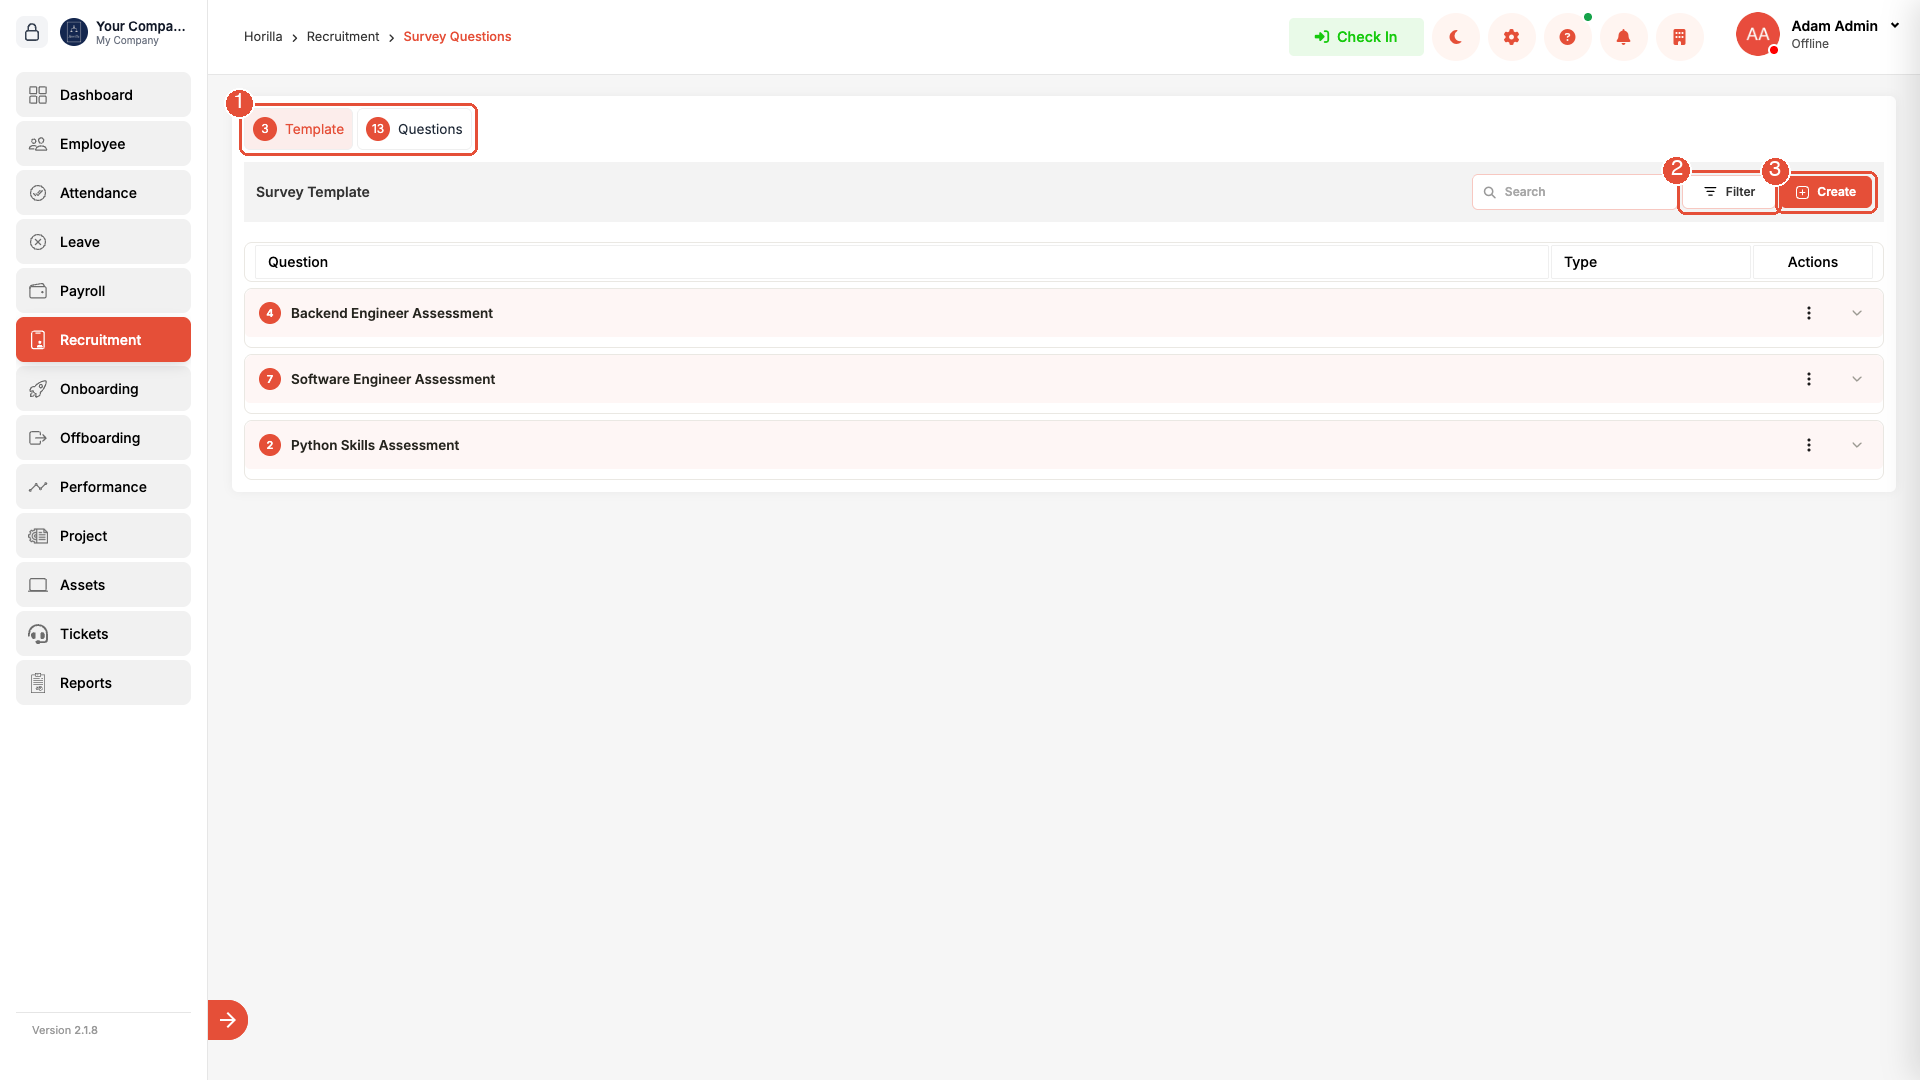 Your Compa...
My Company
Horilla > Recruitment > Survey Questions
Check In
?
AA
Adam Admin
Offline
Dashboard
Employee
Attendance
Leave
Payroll
Recruitment
Onboarding
Offboarding
Performance
Project
Assets
Tickets
Reports
Version 2.1.8
1
3 Template
13 Questions
Survey Template
Search
2
Filter
3
Create
Question Type Actions
4 Backend Engineer Assessment
7 Software Engineer Assessment
2 Python Skills Assessment